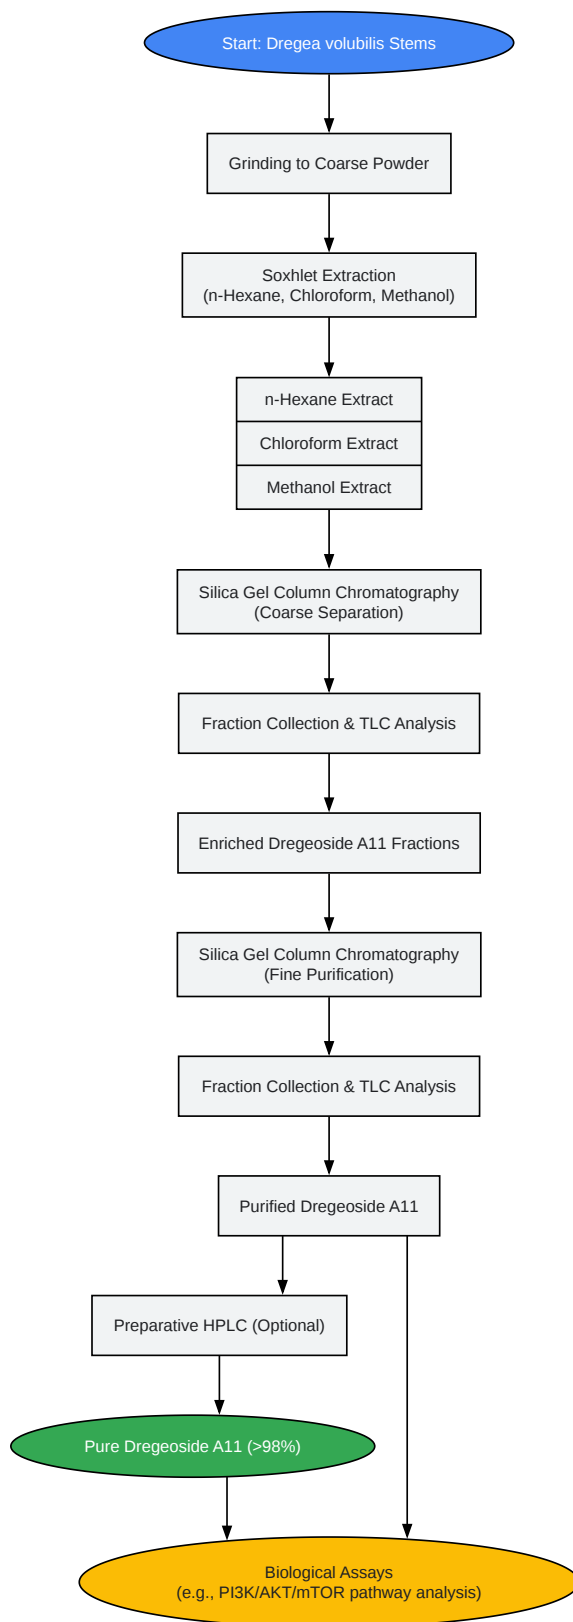 Start: Dregea volubilis Stems
Grinding to Coarse Powder
Soxhlet Extraction
(n-Hexane, Chloroform, Methanol)
n-Hexane Extract
Chloroform Extract
Methanol Extract
Silica Gel Column Chromatography
(Coarse Separation)
Fraction Collection & TLC Analysis
Enriched Dregeoside A11 Fractions
Silica Gel Column Chromatography
(Fine Purification)
Fraction Collection & TLC Analysis
Purified Dregeoside A11
Preparative HPLC (Optional)
Pure Dregeoside A11 (>98%)
Biological Assays
(e.g., PI3K/AKT/mTOR pathway analysis)